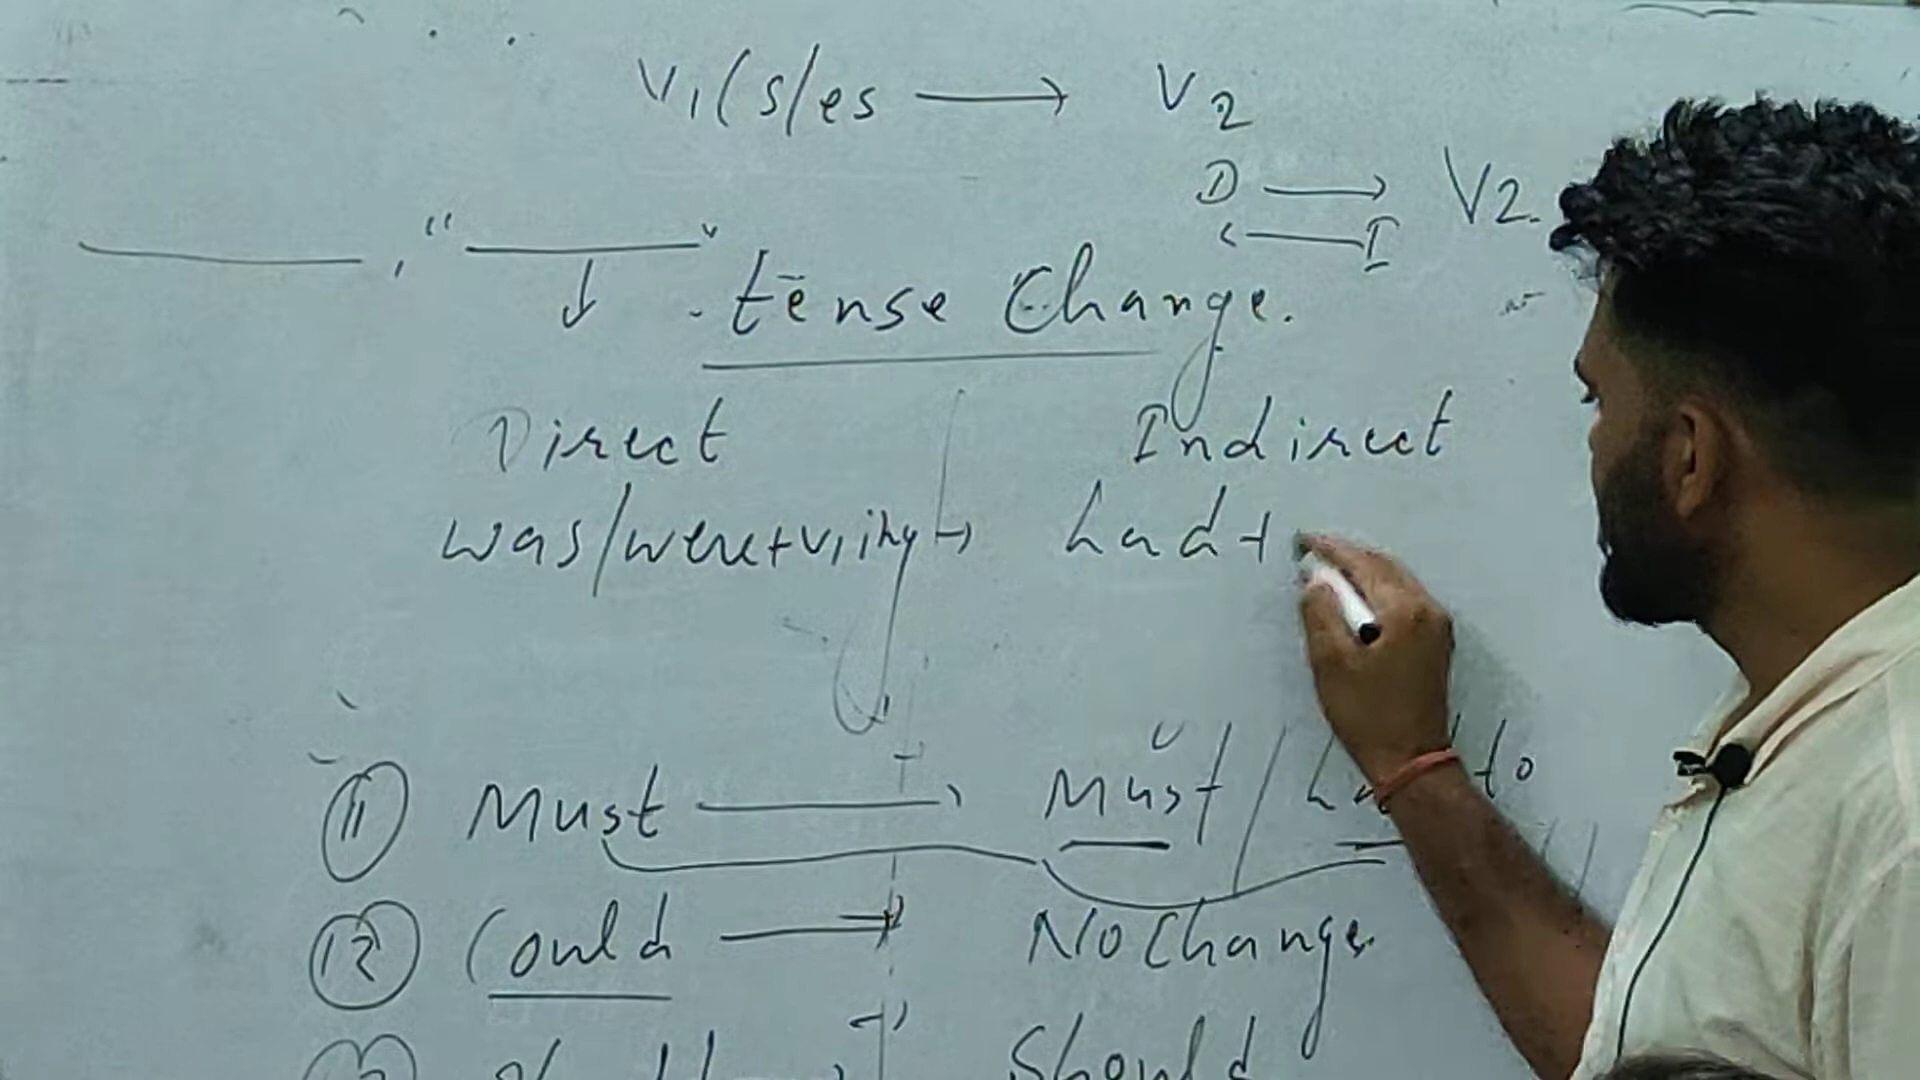 V1(s/es → V2
D → V2.
← I
, " "
↓ . tense Change.
Direct Indirect
was/were+v1ing → had+
(11) Must → Must / to
(12) Could → No Change.
→ Should